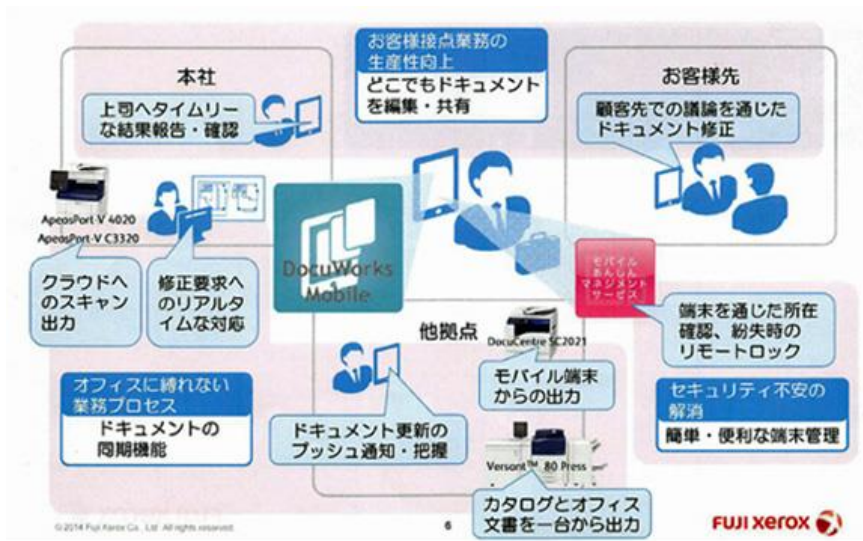 お客様接点業務の
生産性向上
どこでもドキュメント
を編集・共有
本社
上司へタイムリー
な結果報告・確認
お客様先
顧客先での議論を通じた
ドキュメント修正
ApeosPort-V 4020
ApeosPort-V C3320
クラウドへ
のスキャン
出力
修正要求へ
のリアルタ
イムな対応
DocuWorks
Mobile
モバイル
あんしん
マネジメント
サービス
端末を通じた所在
確認、紛失時の
リモートロック
他拠点
DocuCentre SC2021
モバイル端末
からの出力
オフィスに縛れない
業務プロセス
ドキュメントの
同期機能
ドキュメント更新の
プッシュ通知・把握
セキュリティ不安の
解消
簡単・便利な端末管理
Versant™ 80 Press
カタログとオフィス
文書を一台から出力
© 2014 Fuji Xerox Co., Ltd. All rights reserved.
6
FUJI xerox